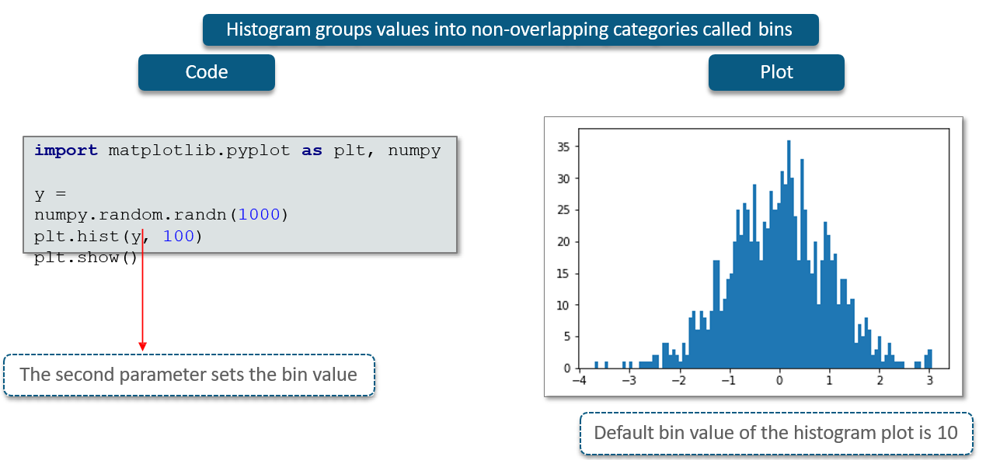 Histogram groups values into non-overlapping categories called bins
Code
Plot
import matplotlib.pyplot as plt, numpy
y =
numpy.random.randn(1000)
plt.hist(y, 100)
plt.show()
The second parameter sets the bin value
35
30
25
20
15
10
5
0
−4
−3
−2
−1
0
1
2
3
Default bin value of the histogram plot is 10